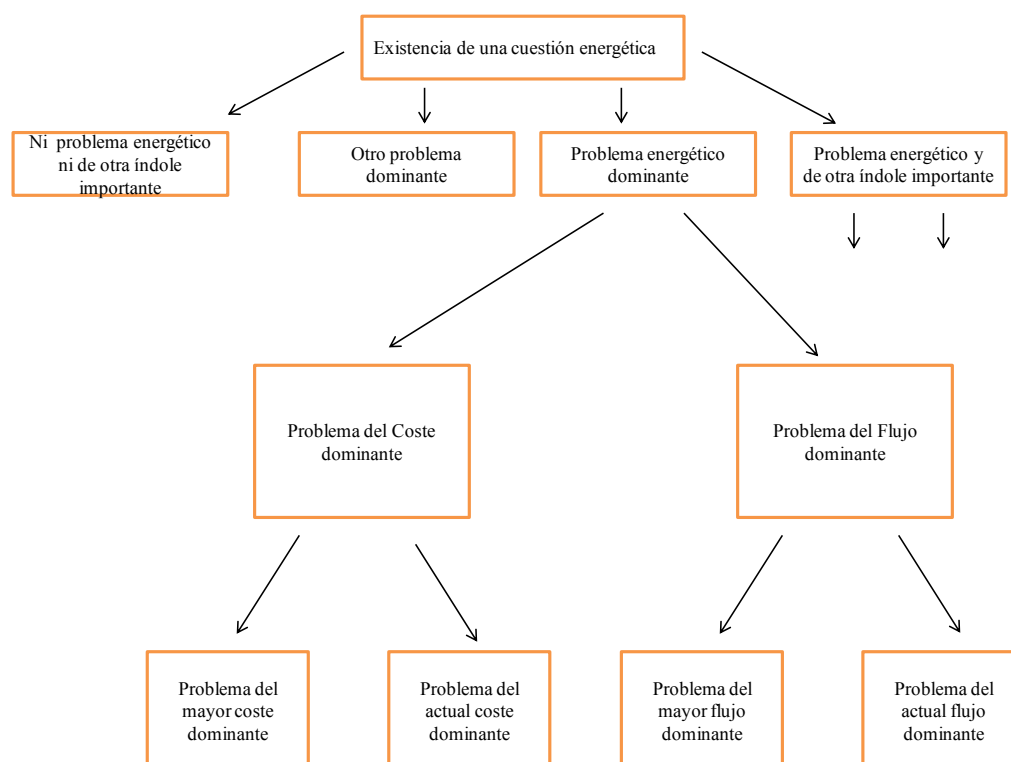 Existencia de una cuestión energética
Ni problema energético
ni de otra índole
importante
Otro problema
dominante
Problema energético
dominante
Problema energético y
de otra índole importante
Problema del Coste
dominante
Problema del Flujo
dominante
Problema del
mayor coste
dominante
Problema del
actual coste
dominante
Problema del
mayor flujo
dominante
Problema del
actual flujo
dominante